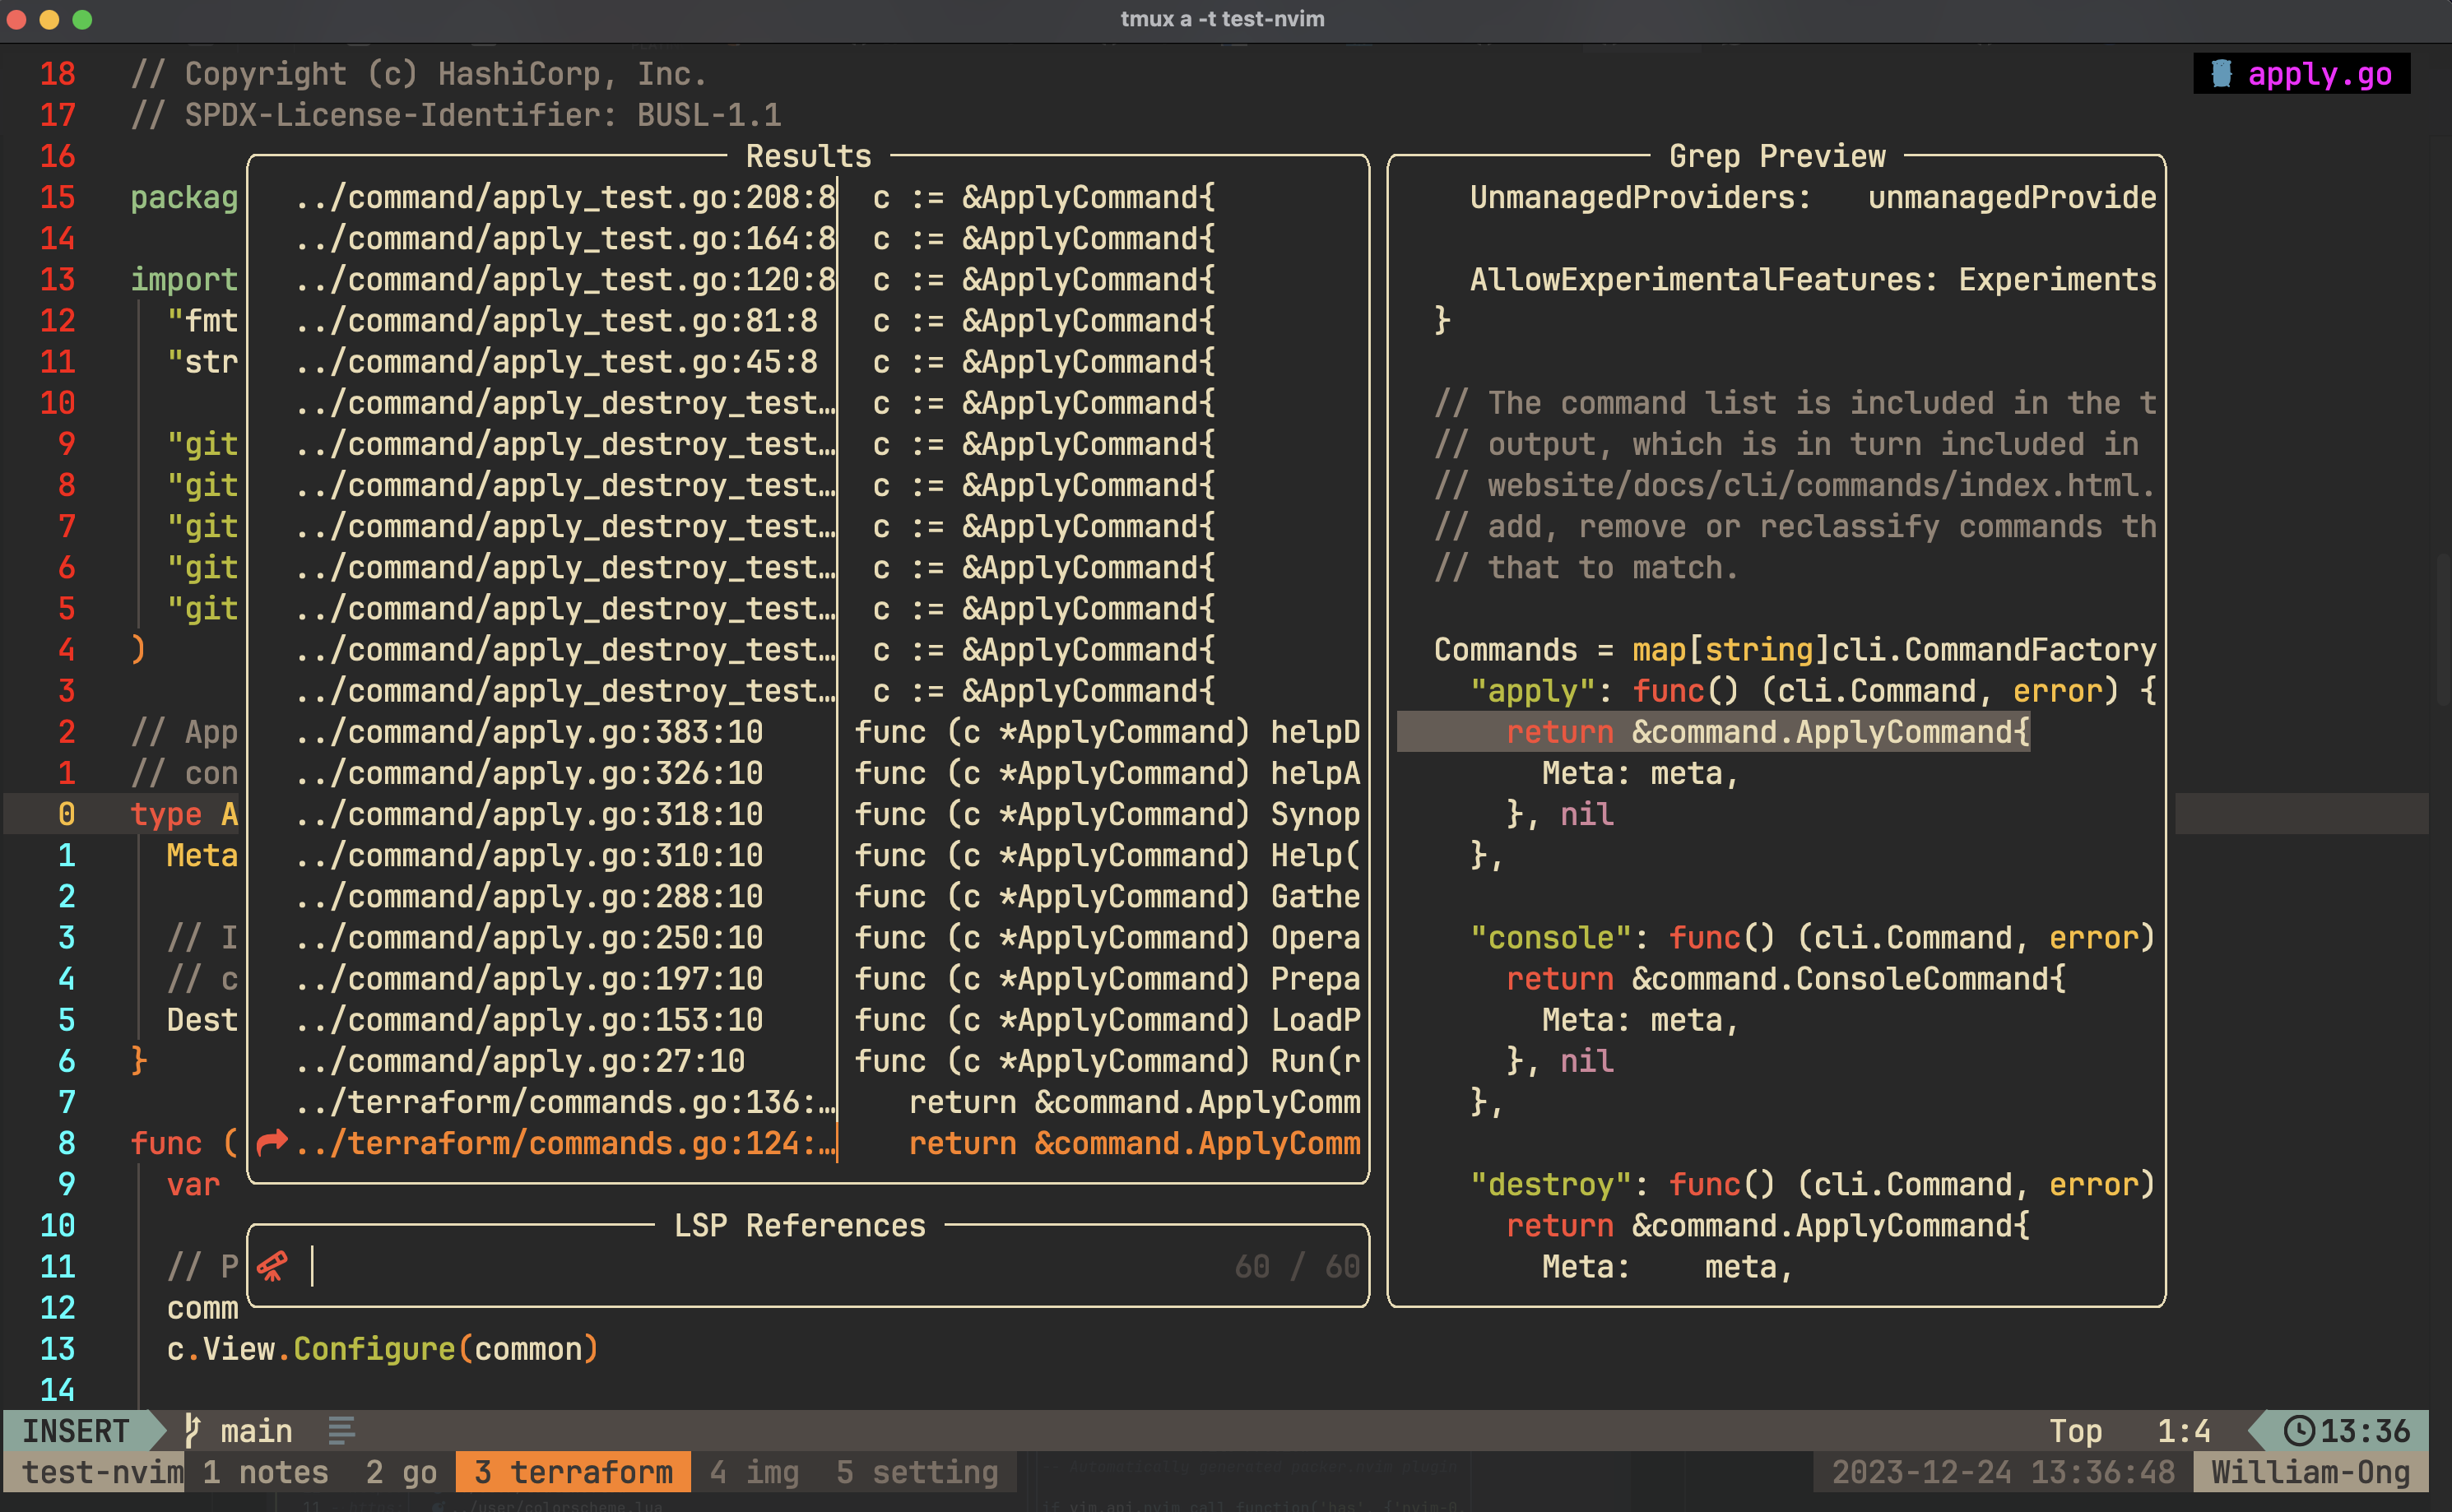 tmux a -t test-nvim
18 // Copyright (c) HashiCorp, Inc.
apply.go
17 // SPDX-License-Identifier: BUSL-1.1
16
15 packag
14
13 import
12 "fmt
11 "str
10
9 "git
8 "git
7 "git
6 "git
5 "git
4 )
3
2 // App
1 // con
0 type A
1 Meta
2
3 // I
4 // c
5 Dest
6 }
7
8 func (
9 var
10
11 // P
12 comm
13 c.View.Configure(common)
14
Results
../command/apply_test.go:208:8 c := &ApplyCommand{
../command/apply_test.go:164:8 c := &ApplyCommand{
../command/apply_test.go:120:8 c := &ApplyCommand{
../command/apply_test.go:81:8 c := &ApplyCommand{
../command/apply_test.go:45:8 c := &ApplyCommand{
../command/apply_destroy_test… c := &ApplyCommand{
../command/apply_destroy_test… c := &ApplyCommand{
../command/apply_destroy_test… c := &ApplyCommand{
../command/apply_destroy_test… c := &ApplyCommand{
../command/apply_destroy_test… c := &ApplyCommand{
../command/apply_destroy_test… c := &ApplyCommand{
../command/apply_destroy_test… c := &ApplyCommand{
../command/apply_destroy_test… c := &ApplyCommand{
../command/apply.go:383:10 func (c *ApplyCommand) helpD
../command/apply.go:326:10 func (c *ApplyCommand) helpA
../command/apply.go:318:10 func (c *ApplyCommand) Synop
../command/apply.go:310:10 func (c *ApplyCommand) Help(
../command/apply.go:288:10 func (c *ApplyCommand) Gathe
../command/apply.go:250:10 func (c *ApplyCommand) Opera
../command/apply.go:197:10 func (c *ApplyCommand) Prepa
../command/apply.go:153:10 func (c *ApplyCommand) LoadP
../command/apply.go:27:10 func (c *ApplyCommand) Run(r
../terraform/commands.go:136:… return &command.ApplyComm
../terraform/commands.go:124:… return &command.ApplyComm
LSP References
60 / 60
Grep Preview
UnmanagedProviders: unmanagedProvide
AllowExperimentalFeatures: Experiments
}
// The command list is included in the t
// output, which is in turn included in
// website/docs/cli/commands/index.html.
// add, remove or reclassify commands th
// that to match.
Commands = map[string]cli.CommandFactory
"apply": func() (cli.Command, error) {
return &command.ApplyCommand{
Meta: meta,
}, nil
},
"console": func() (cli.Command, error)
return &command.ConsoleCommand{
Meta: meta,
}, nil
},
"destroy": func() (cli.Command, error)
return &command.ApplyCommand{
Meta: meta,
INSERT main Top 1:4 13:36
test-nvim 1 notes 2 go 3 terraform 4 img 5 setting 2023-12-24 13:36:48 William-Ong